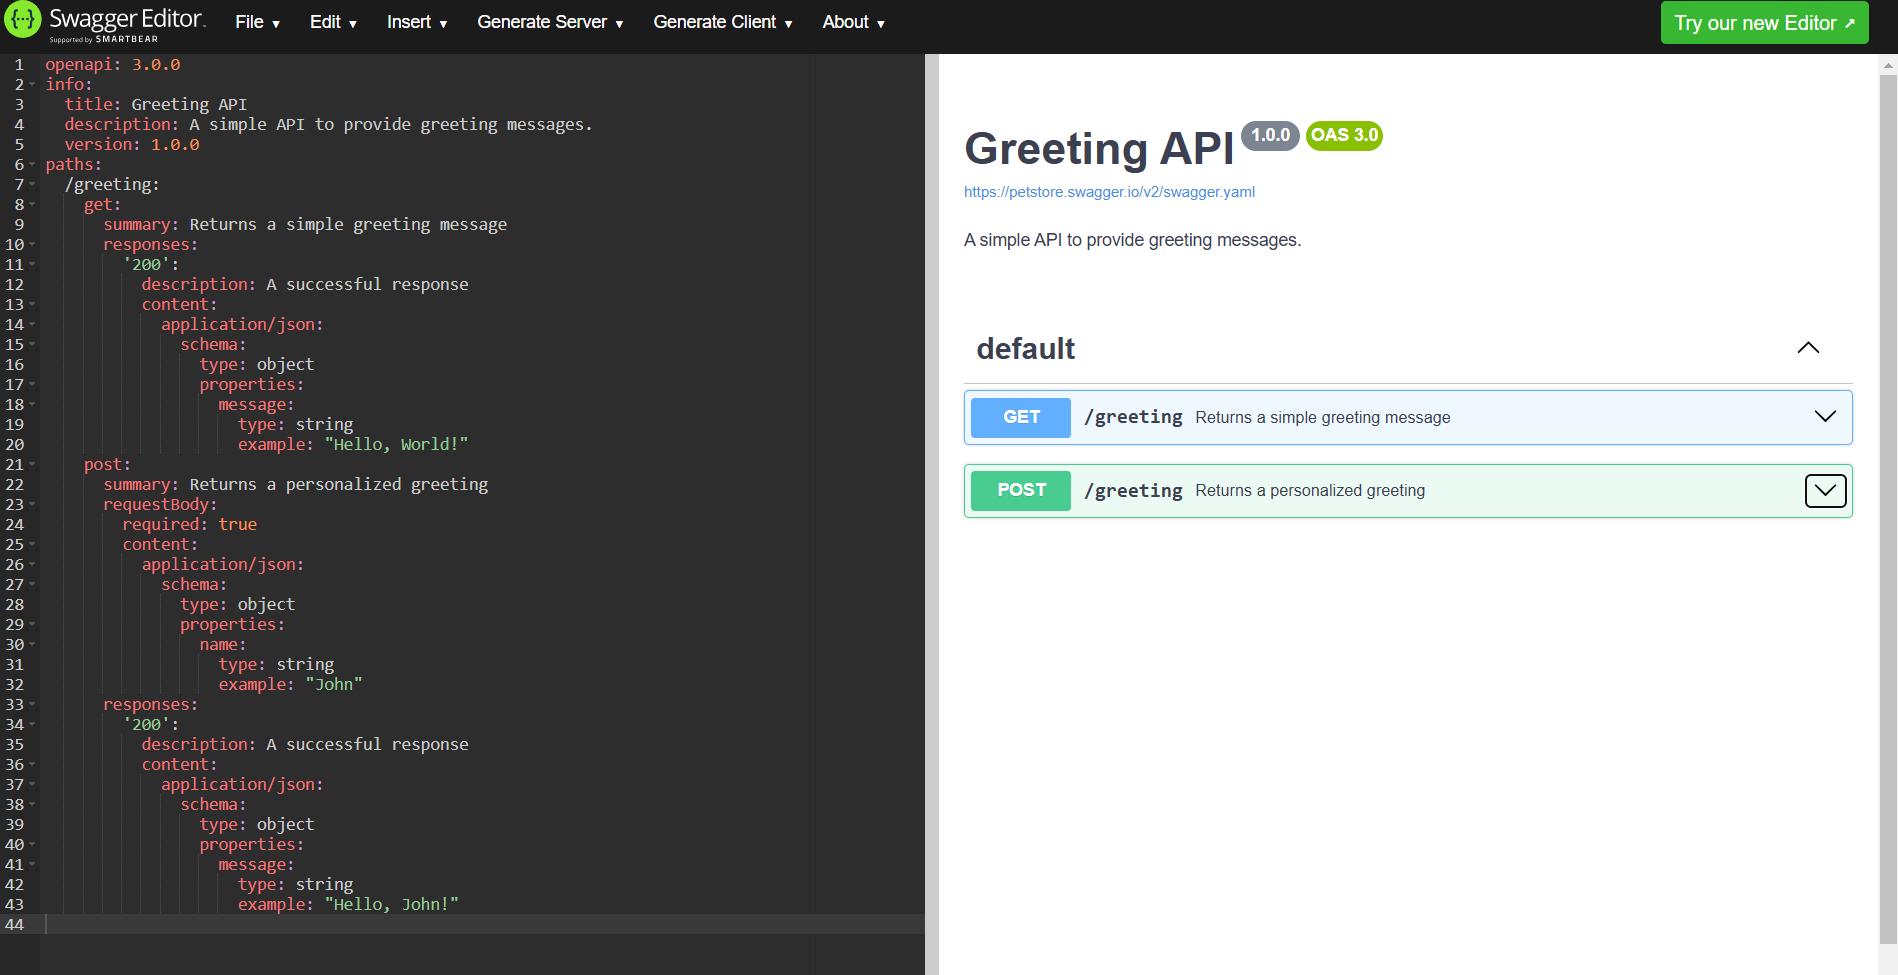 Swagger Editor.
Supported by SMARTBEAR
File ▼ Edit ▼ Insert ▼ Generate Server ▼ Generate Client ▼ About ▼
Try our new Editor ↗
1 openapi: 3.0.0
2 info:
3   title: Greeting API
4   description: A simple API to provide greeting messages.
5   version: 1.0.0
6 paths:
7   /greeting:
8     get:
9       summary: Returns a simple greeting message
10       responses:
11         '200':
12           description: A successful response
13           content:
14             application/json:
15               schema:
16                 type: object
17                 properties:
18                   message:
19                     type: string
20                     example: "Hello, World!"
21     post:
22       summary: Returns a personalized greeting
23       requestBody:
24         required: true
25         content:
26           application/json:
27             schema:
28               type: object
29               properties:
30                 name:
31                   type: string
32                   example: "John"
33       responses:
34         '200':
35           description: A successful response
36           content:
37             application/json:
38               schema:
39                 type: object
40                 properties:
41                   message:
42                     type: string
43                     example: "Hello, John!"
44
Greeting API 1.0.0 OAS 3.0
https://petstore.swagger.io/v2/swagger.yaml
A simple API to provide greeting messages.
default
GET /greeting Returns a simple greeting message
POST /greeting Returns a personalized greeting